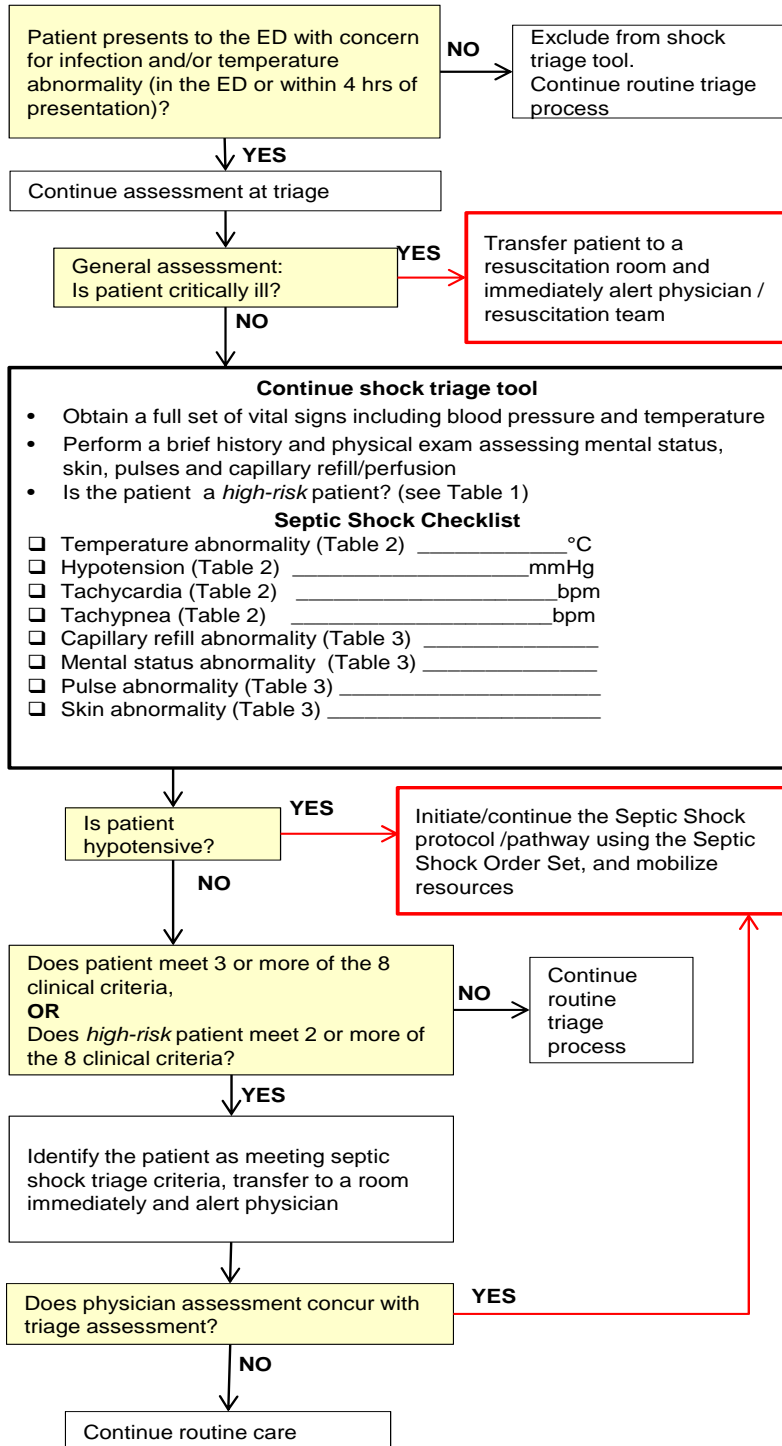 Patient presents to the ED with concern
for infection and/or temperature
abnormality (in the ED or within 4 hrs of
presentation)?
NO
Exclude from shock
triage tool.
Continue routine triage
process
YES
Continue assessment at triage
General assessment:
Is patient critically ill?
YES
Transfer patient to a
resuscitation room and
immediately alert physician /
resuscitation team
NO
Continue shock triage tool
• Obtain a full set of vital signs including blood pressure and temperature
• Perform a brief history and physical exam assessing mental status,
skin, pulses and capillary refill/perfusion
• Is the patient a high-risk patient? (see Table 1)
Septic Shock Checklist
❑ Temperature abnormality (Table 2) _____________°C
❑ Hypotension (Table 2) _____________________mmHg
❑ Tachycardia (Table 2) _______________________bpm
❑ Tachypnea (Table 2) _______________________bpm
❑ Capillary refill abnormality (Table 3) _______________
❑ Mental status abnormality (Table 3) _______________
❑ Pulse abnormality (Table 3) _______________________
❑ Skin abnormality (Table 3) ________________________
Is patient
hypotensive?
YES
Initiate/continue the Septic Shock
protocol /pathway using the Septic
Shock Order Set, and mobilize
resources
NO
Does patient meet 3 or more of the 8
clinical criteria,
OR
Does high-risk patient meet 2 or more of
the 8 clinical criteria?
NO
Continue
routine
triage
process
YES
Identify the patient as meeting septic
shock triage criteria, transfer to a room
immediately and alert physician
Does physician assessment concur with
triage assessment?
YES
NO
Continue routine care